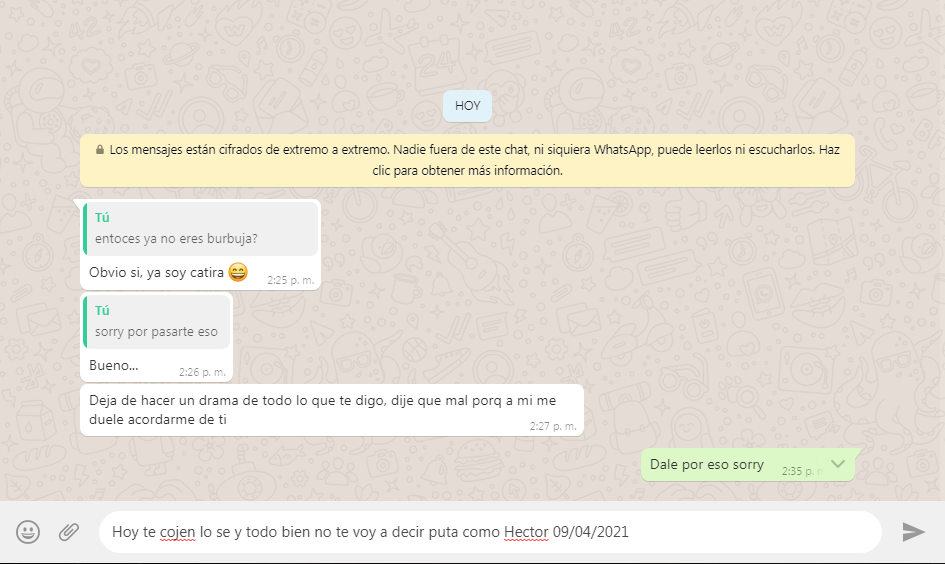 HOY
Los mensajes están cifrados de extremo a extremo. Nadie fuera de este chat, ni siquiera WhatsApp, puede leerlos ni escucharlos. Haz
clic para obtener más información.
Tú
entoces ya no eres burbuja?
Obvio si, ya soy catira 😄 2:25 p. m.
Tú
sorry por pasarte eso
Bueno... 2:26 p. m.
Deja de hacer un drama de todo lo que te digo, dije que mal porq a mi me
duele acordarme de ti 2:27 p. m.
Dale por eso sorry 2:35 p.
Hoy te cojen lo se y todo bien no te voy a decir puta como Hector 09/04/2021